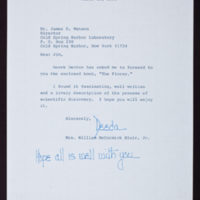 Dr. James D. Watson
Director
Cold Spring Harbor Laboratory
P. O. Box 100
Cold Spring Harbor, New York 11724
Dear Jim,
has asked me to forward to
you the enclosed book, "The
I found it fascinating, well written
and a lively description of the process of
scientific discovery. I hope you will enjoy
it.
Sincerely,
Deeda
Mrs. William McCormick Blair, Jr.
Hope all is well with you